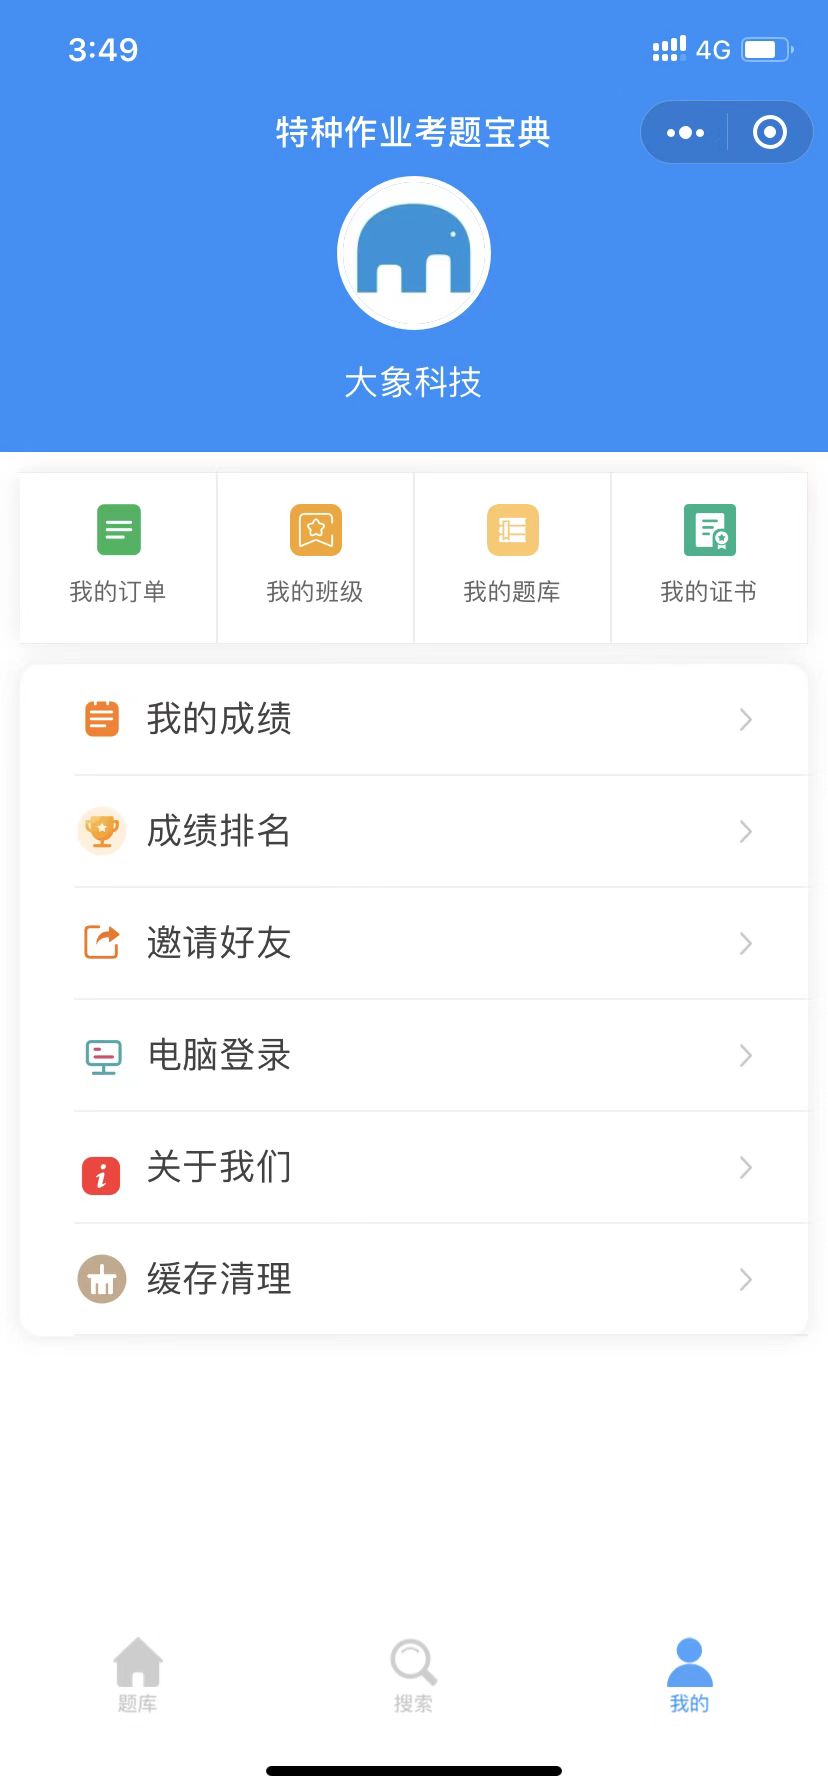 3:49
4G
特种作业考题宝典
大象科技
我的订单
我的班级
我的题库
我的证书
我的成绩
成绩排名
邀请好友
电脑登录
关于我们
缓存清理
题库
搜索
我的